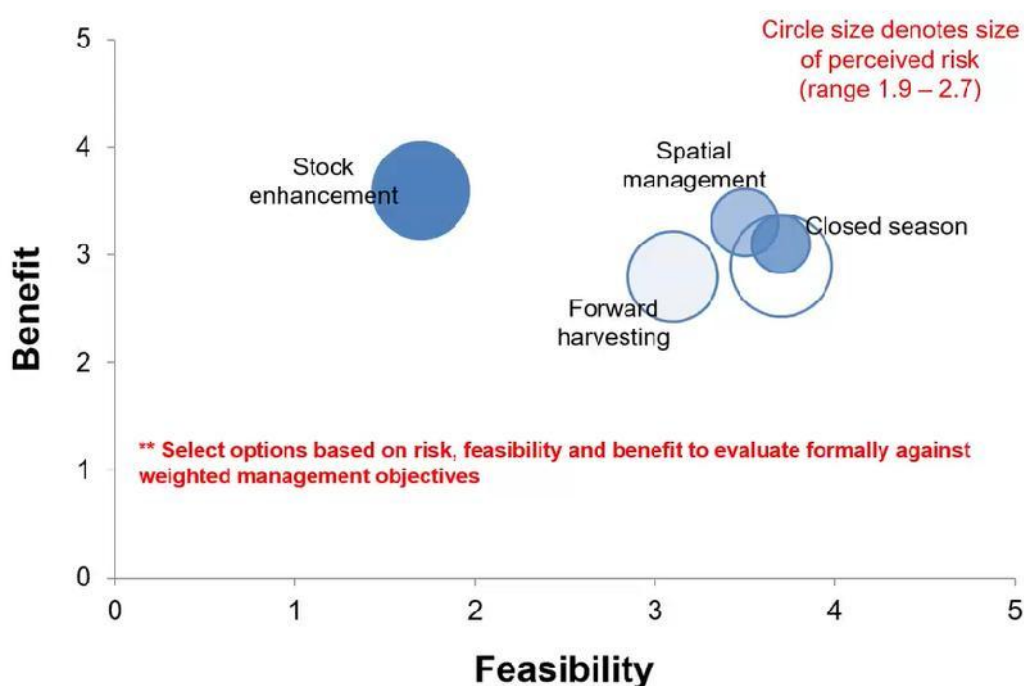 Circle size denotes size
of perceived risk
(range 1.9 – 2.7)
5
4
3
2
1
0
Benefit
Stock
enhancement
Spatial
management
Closed season
Forward
harvesting
** Select options based on risk, feasibility and benefit to evaluate formally against
weighted management objectives
0 1 2 3 4 5
Feasibility